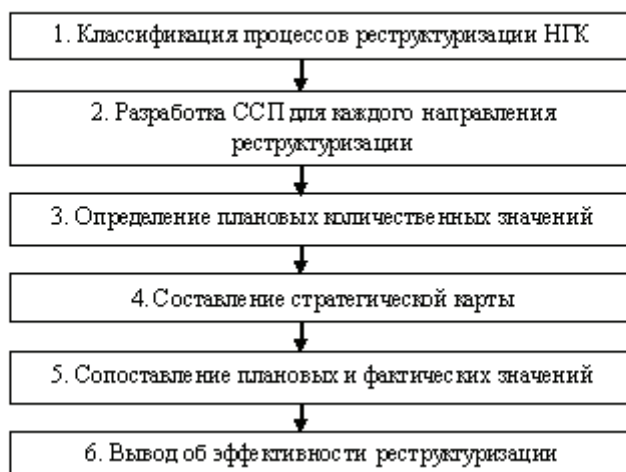 1. Классификация процессов реструктуризации НГК
2. Разработка ССП для каждого направления
реструктуризации
3. Определение плановых количественных значений
4. Составление стратегической карты
5. Сопоставление плановых и фактических значений
6. Вывод об эффективности реструктуризации